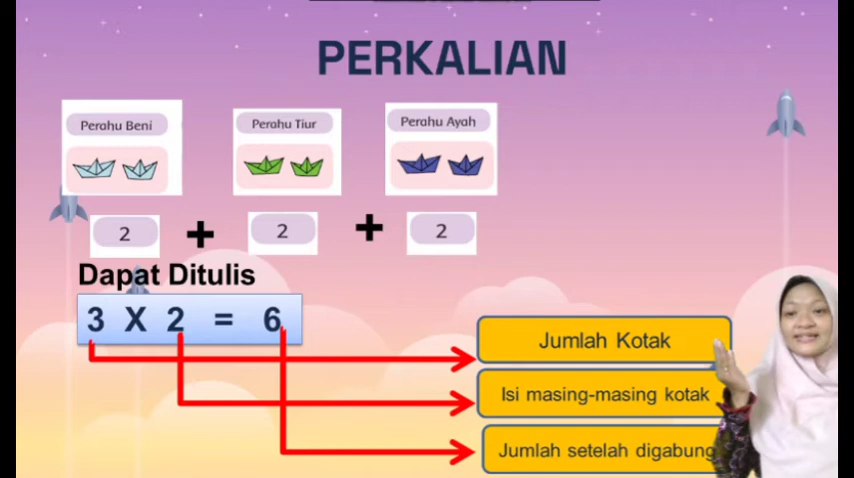 PERKALIAN
Perahu Beni
Perahu Tiur
Perahu Ayah
2 + 2 + 2
Dapat Ditulis
3 X 2 = 6
Jumlah Kotak
Isi masing-masing kotak
Jumlah setelah digabung